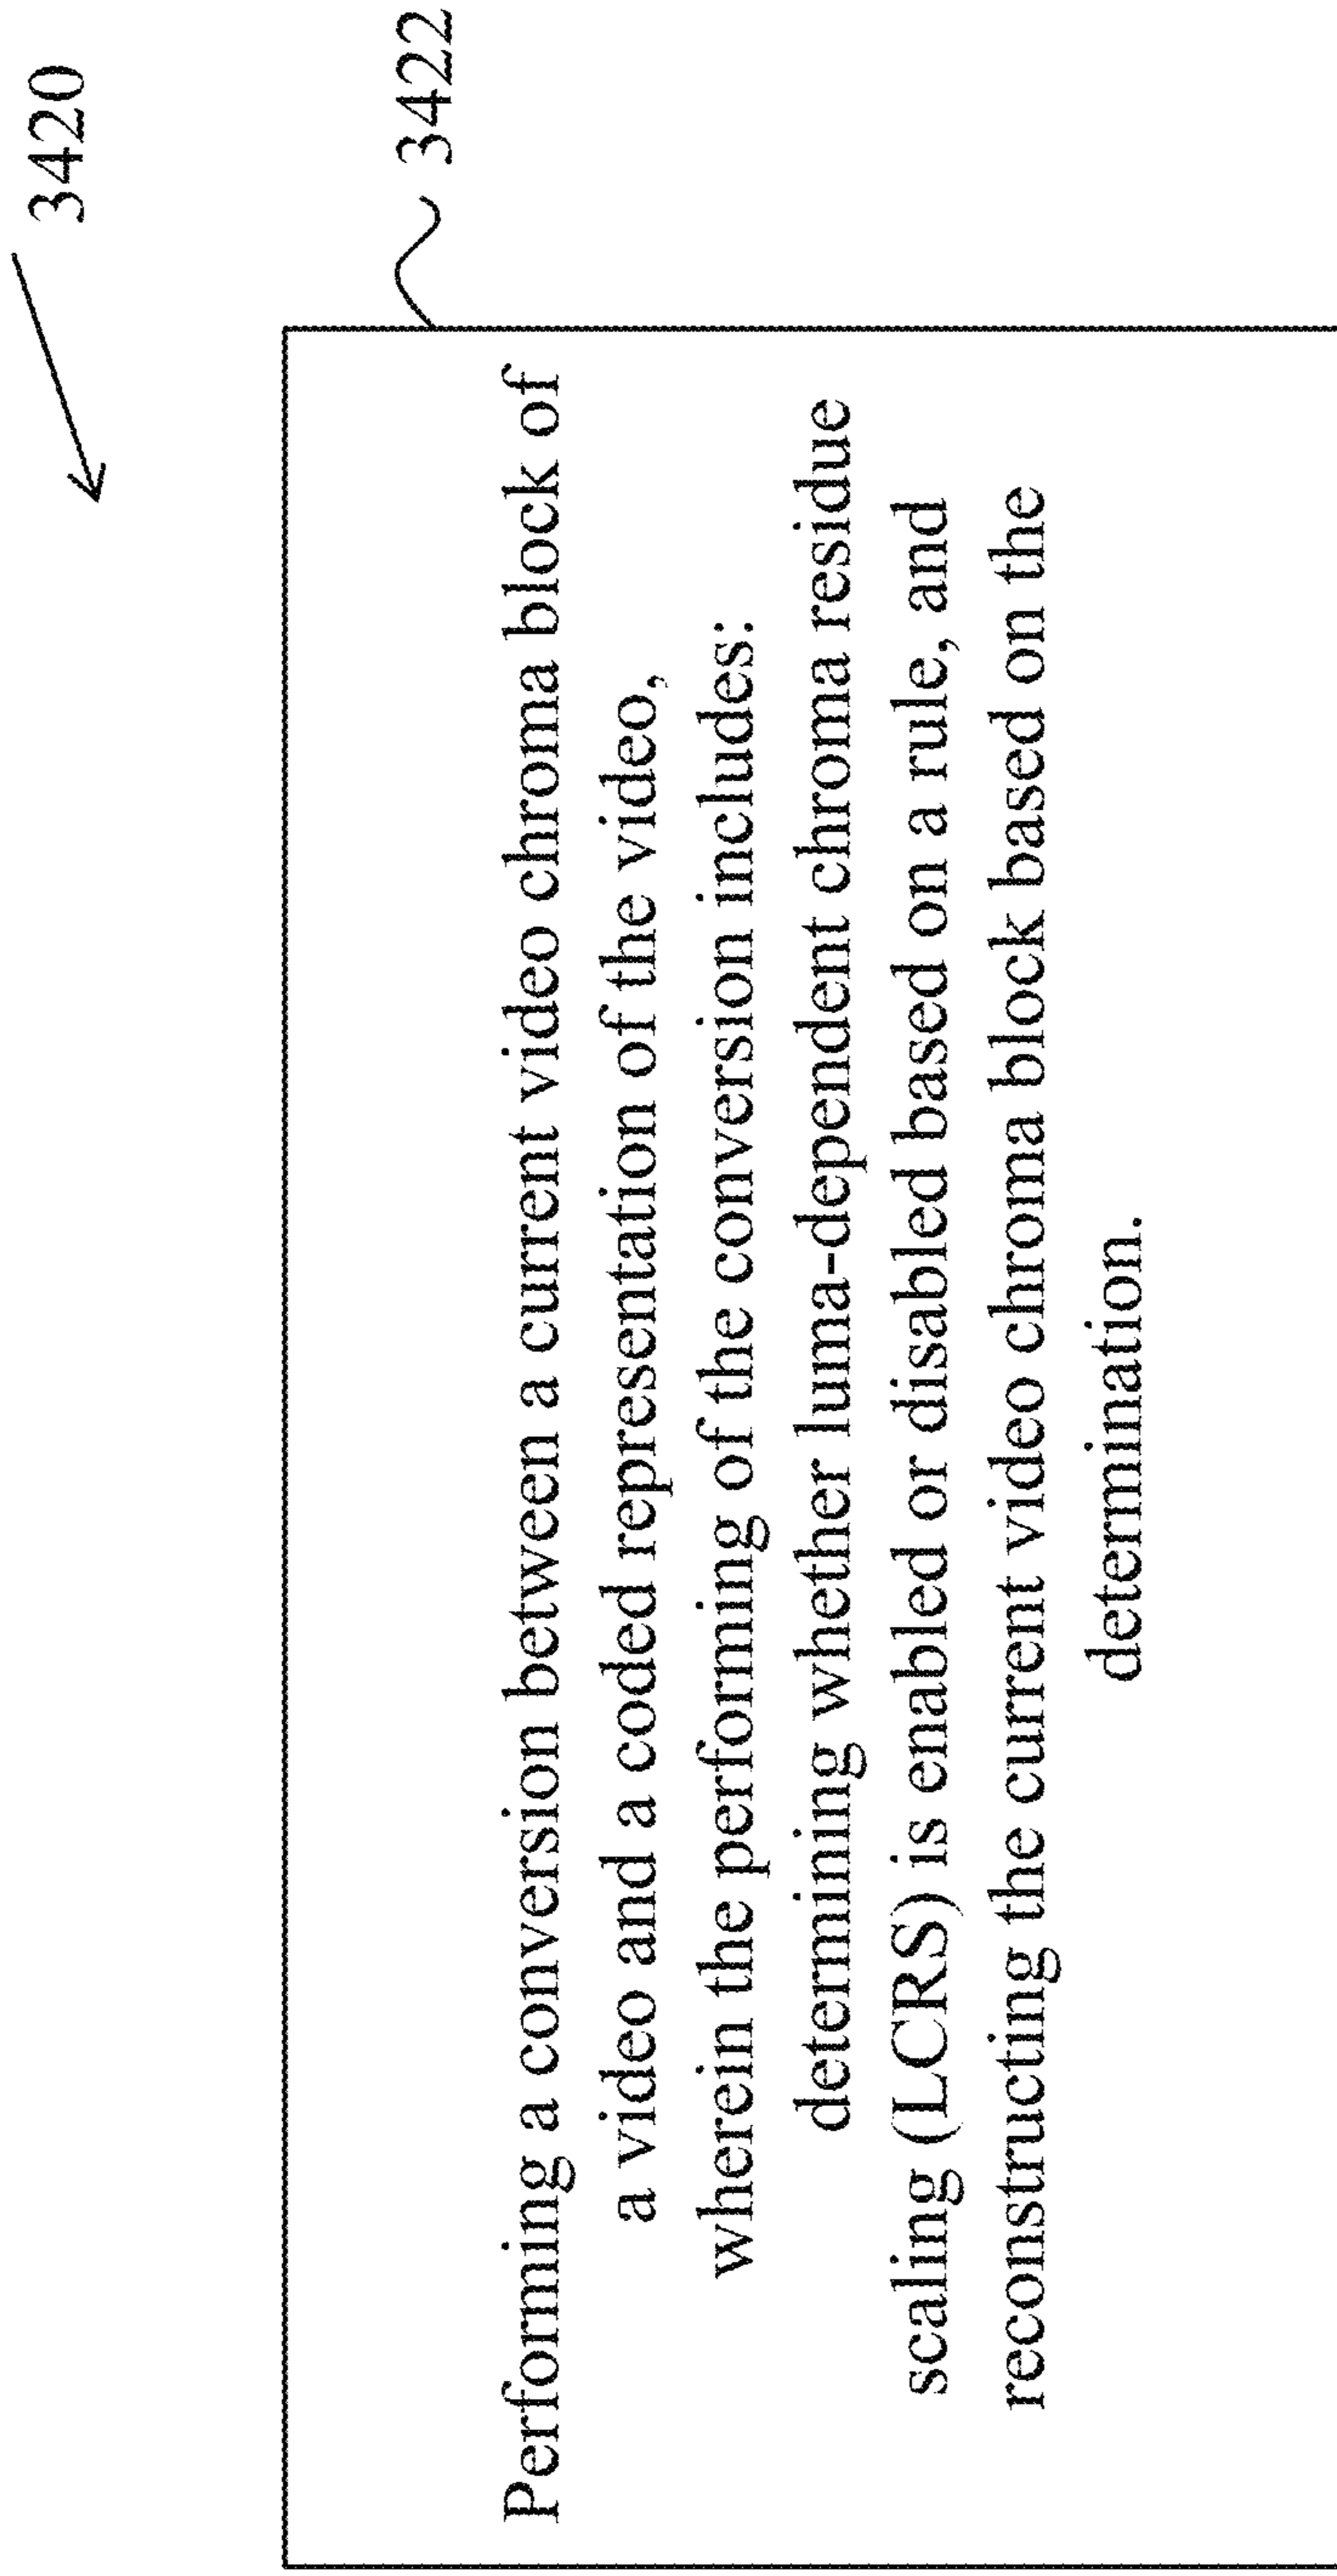 3420
3422
Performing a conversion between a current video chroma block of
a video and a coded representation of the video,
wherein the performing of the conversion includes:
determining whether luma-dependent chroma residue
scaling (LCRS) is enabled or disabled based on a rule, and
reconstructing the current video chroma block based on the
determination.